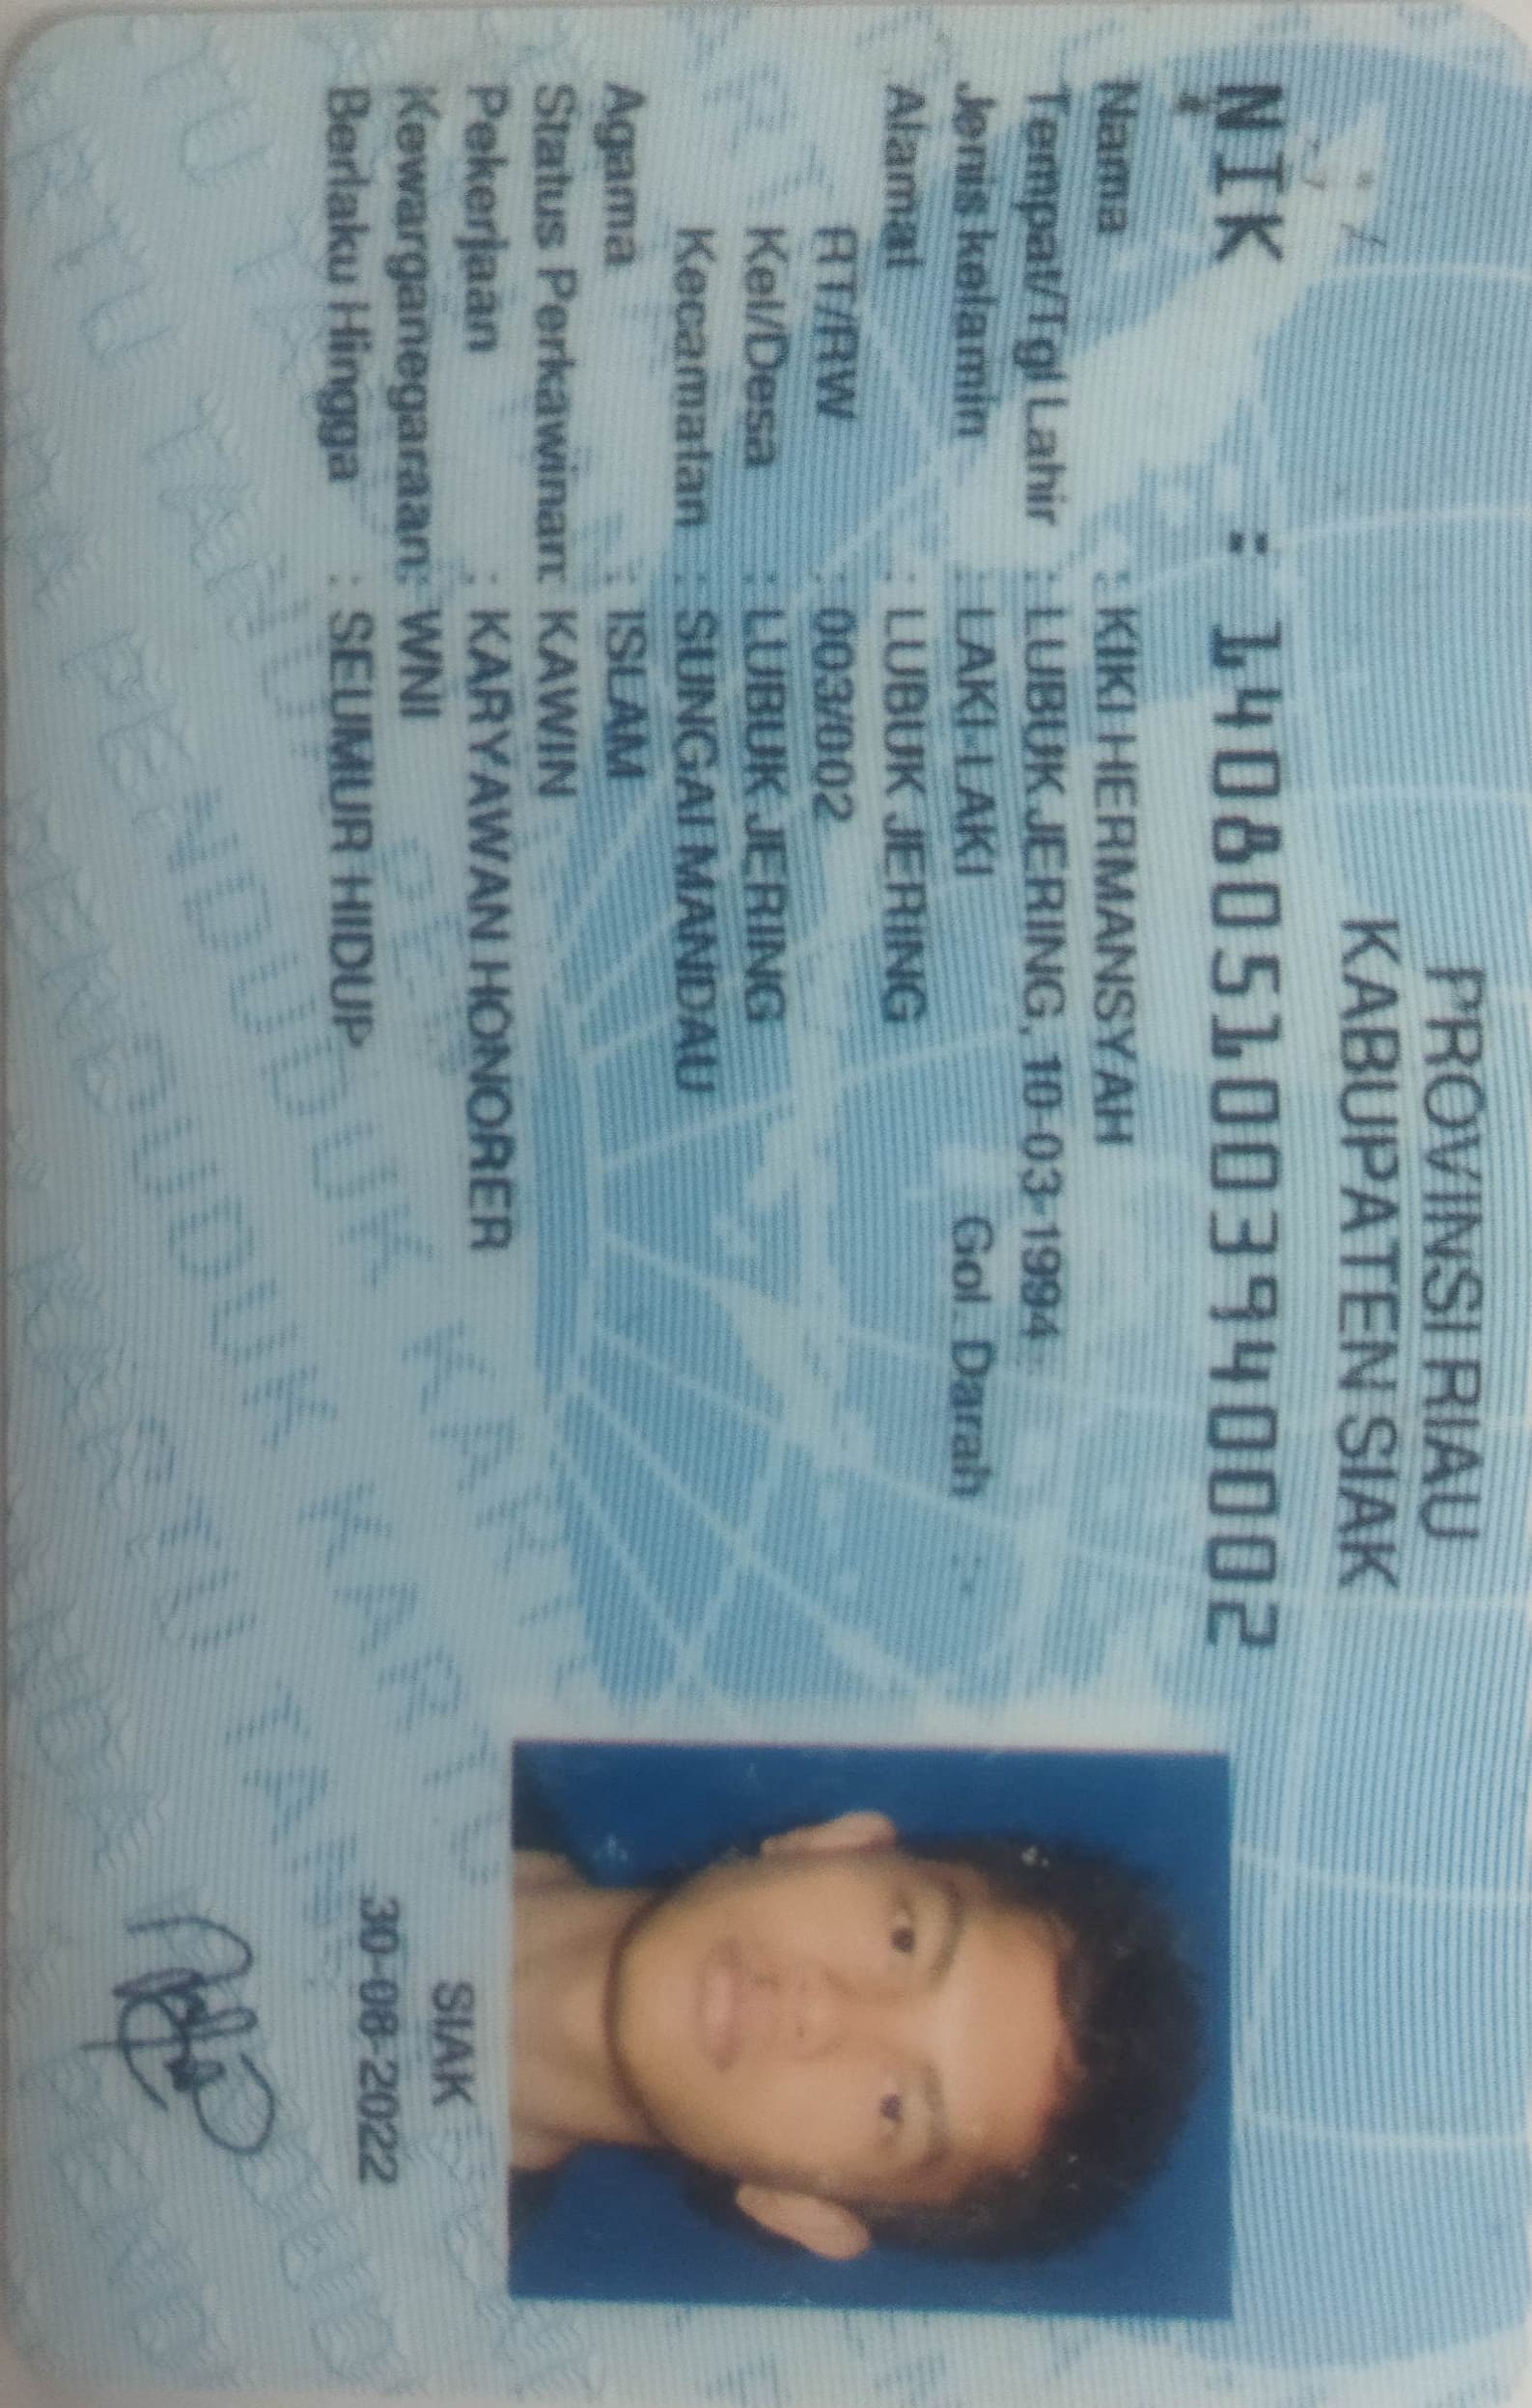 PROVINSI RIAU
KABUPATEN SIAK
NIK : 1408051003940002
Nama : KIKI HERMANSYAH
Tempat/Tgl Lahir : LUBUK JERING, 10-03-1994
Jenis kelamin : LAKI-LAKI Gol. Darah : -
Alamat : LUBUK JERING
RT/RW : 003/002
Kel/Desa : LUBUK JERING
Kecamatan : SUNGAI MANDAU
Agama : ISLAM
Status Perkawinan: KAWIN
Pekerjaan : KARYAWAN HONORER
Kewarganegaraan: WNI
Berlaku Hingga : SEUMUR HIDUP
SIAK
30-08-2022